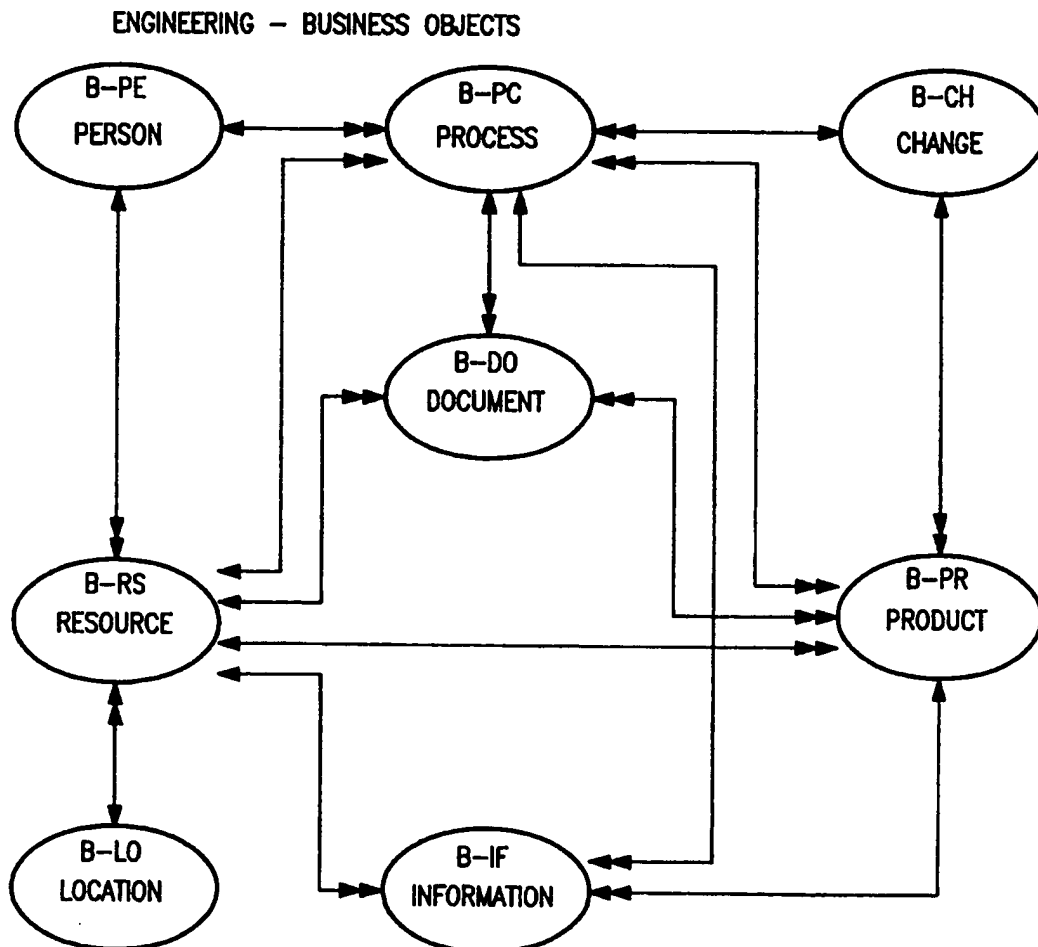 ENGINEERING – BUSINESS OBJECTS
B–PE
PERSON
B–PC
PROCESS
B–CH
CHANGE
B–DO
DOCUMENT
B–RS
RESOURCE
B–PR
PRODUCT
B–LO
LOCATION
B–IF
INFORMATION